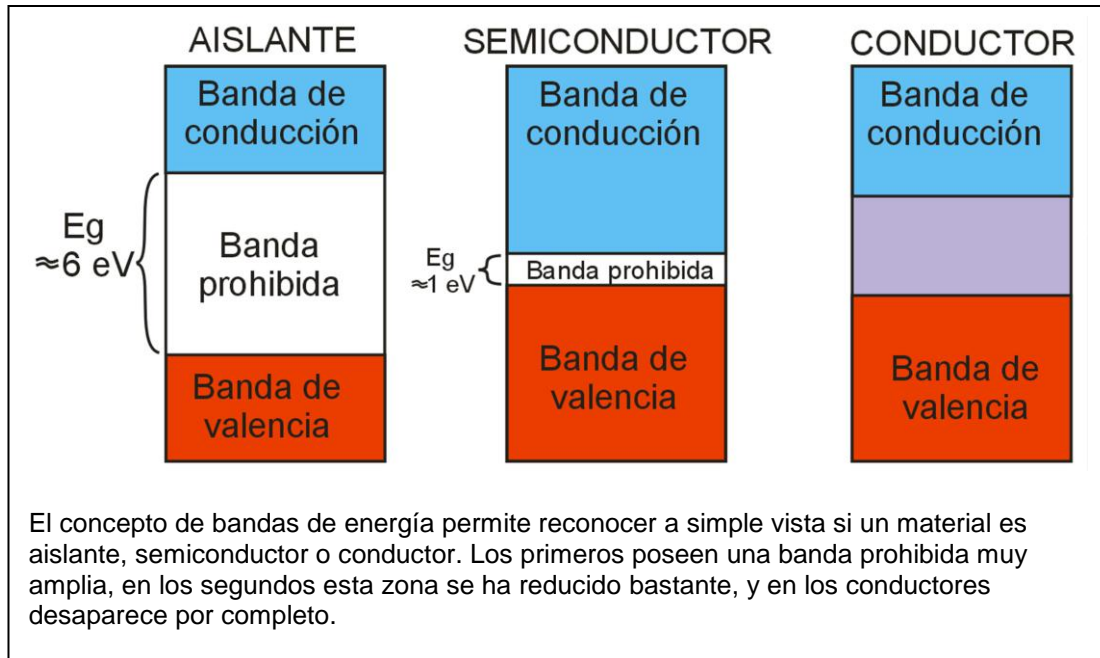 AISLANTE
Banda de
conducción
Eg
≈6 eV
Banda
prohibida
Banda de
valencia
SEMICONDUCTOR
Banda de
conducción
Eg
≈1 eV
Banda prohibida
Banda de
valencia
CONDUCTOR
Banda de
conducción
Banda de
valencia
El concepto de bandas de energía permite reconocer a simple vista si un material es
aislante, semiconductor o conductor. Los primeros poseen una banda prohibida muy
amplia, en los segundos esta zona se ha reducido bastante, y en los conductores
desaparece por completo.